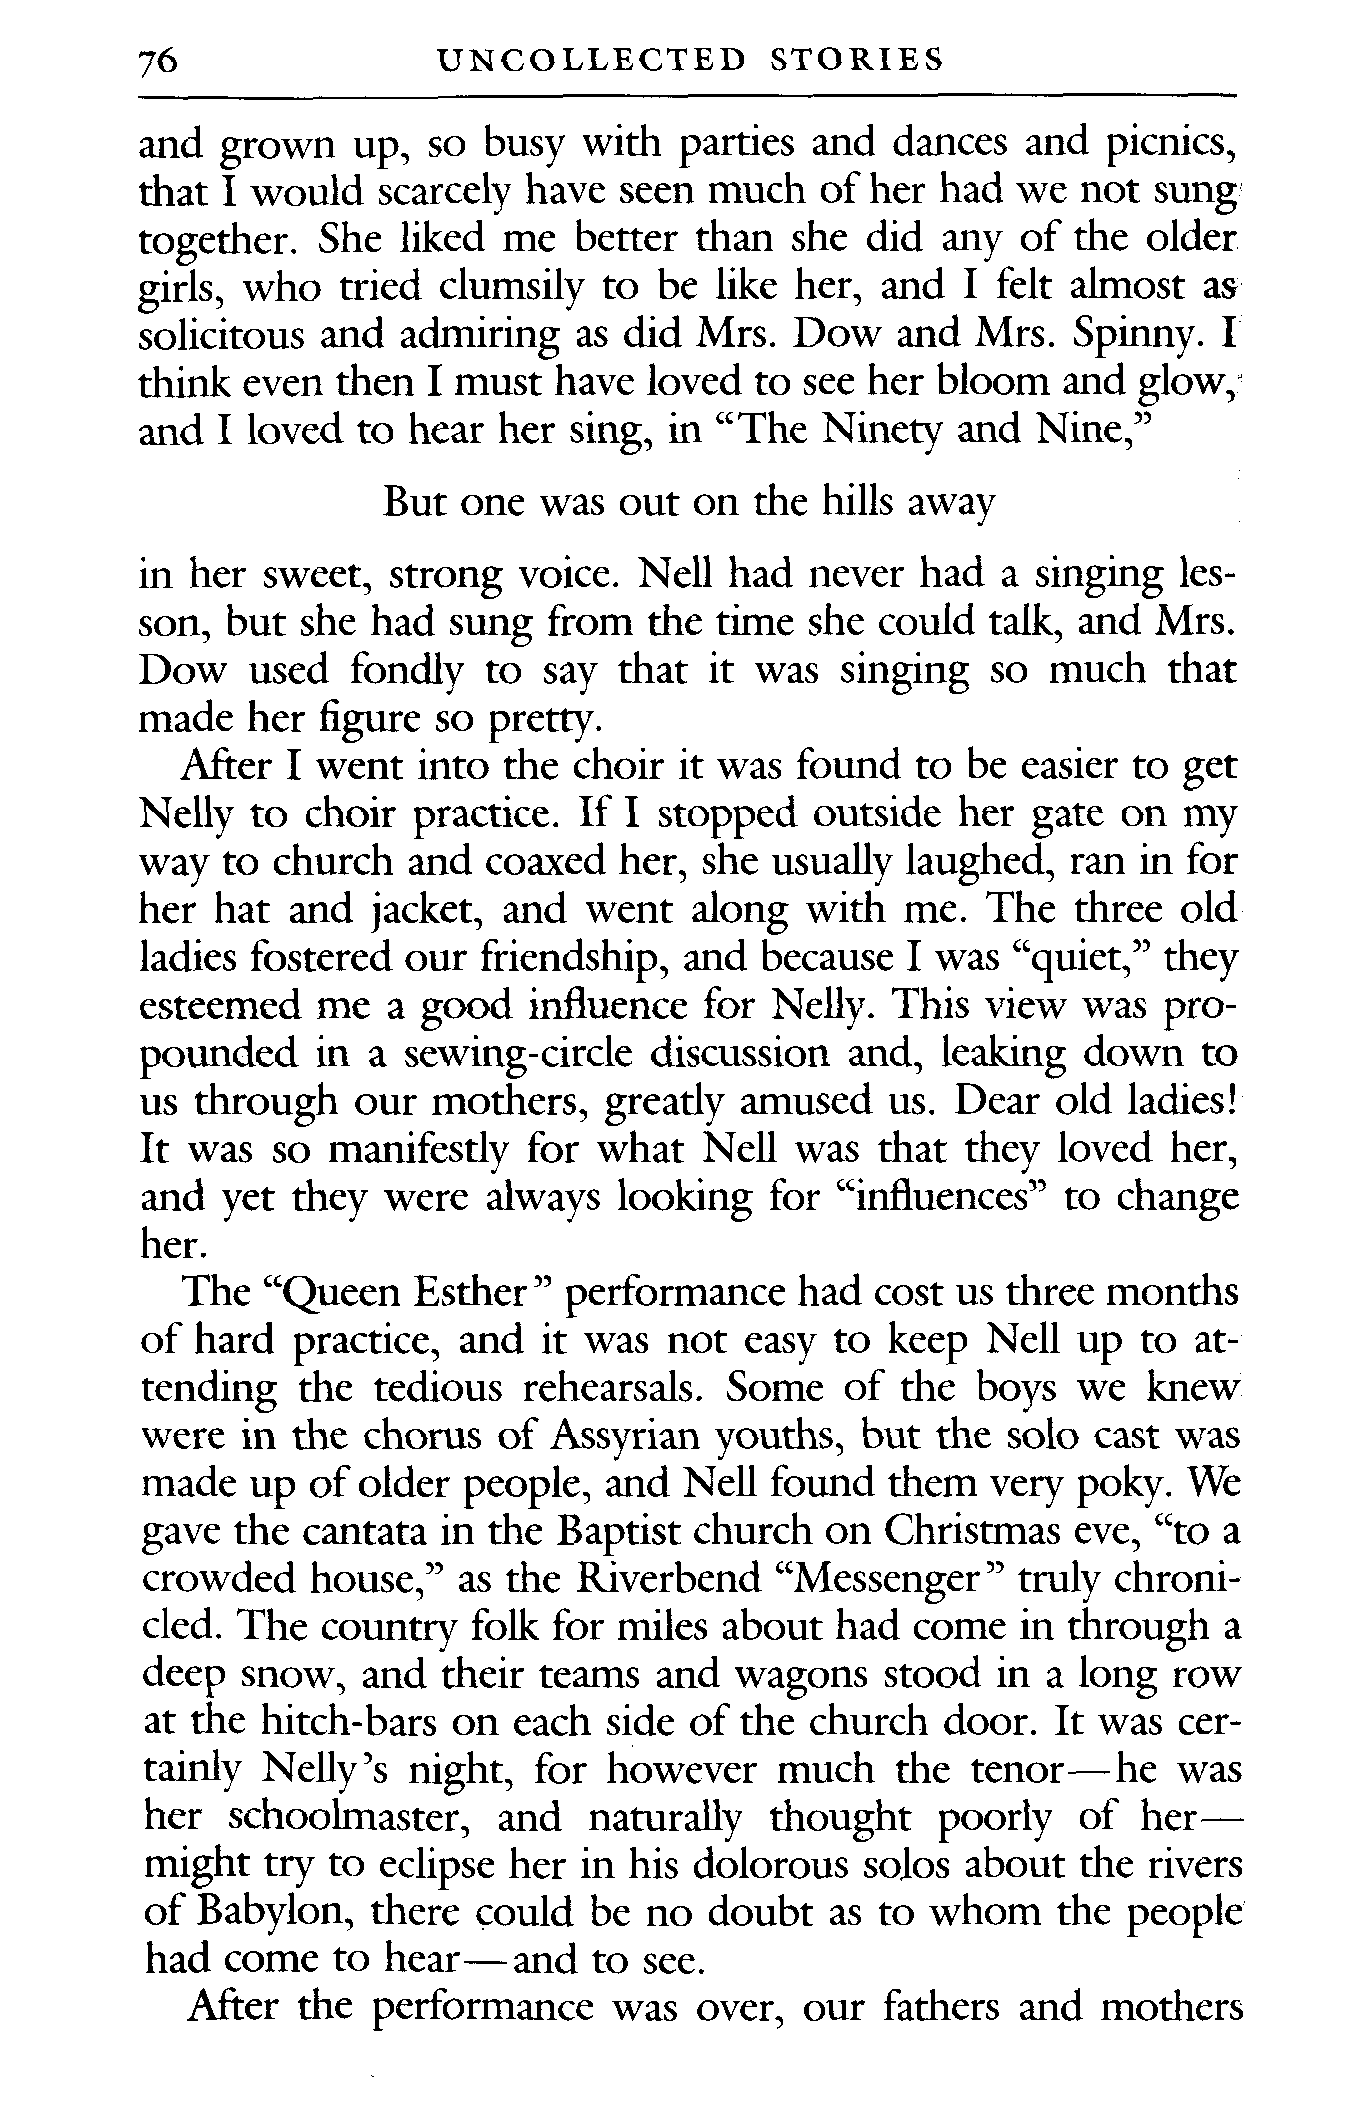 76 UNCOLLECTED STORIES
and grown up, so busy with parties and dances and picnics,
that I would scarcely have seen much of her had we not sung
together. She liked me better than she did any of the older
girls, who tried clumsily to be like her, and I felt almost as
solicitous and admiring as did Mrs. Dow and Mrs. Spinny. I
think even then I must have loved to see her bloom and glow,
and I loved to hear her sing, in “The Ninety and Nine,”
But one was out on the hills away
in her sweet, strong voice. Nell had never had a singing les-
son, but she had sung from the time she could talk, and Mrs.
Dow used fondly to say that it was singing so much that
made her figure so pretty.
After I went into the choir it was found to be easier to get
Nelly to choir practice. If I stopped outside her gate on my
way to church and coaxed her, she usually laughed, ran in for
her hat and jacket, and went along with me. The three old
ladies fostered our friendship, and because I was “quiet,” they
esteemed me a good influence for Nelly. This view was pro-
pounded in a sewing-circle discussion and, leaking down to
us through our mothers, greatly amused us. Dear old ladies!
It was so manifestly for what Nell was that they loved her,
and yet they were always looking for “influences” to change
her.
The “Queen Esther” performance had cost us three months
of hard practice, and it was not easy to keep Nell up to at-
tending the tedious rehearsals. Some of the boys we knew
were in the chorus of Assyrian youths, but the solo cast was
made up of older people, and Nell found them very poky. We
gave the cantata in the Baptist church on Christmas eve, “to a
crowded house,” as the Riverbend “Messenger” truly chroni-
cled. The country folk for miles about had come in through a
deep snow, and their teams and wagons stood in a long row
at the hitch-bars on each side of the church door. It was cer-
tainly Nelly’s night, for however much the tenor—he was
her schoolmaster, and naturally thought poorly of her—
might try to eclipse her in his dolorous solos about the rivers
of Babylon, there could be no doubt as to whom the people
had come to hear—and to see.
After the performance was over, our fathers and mothers